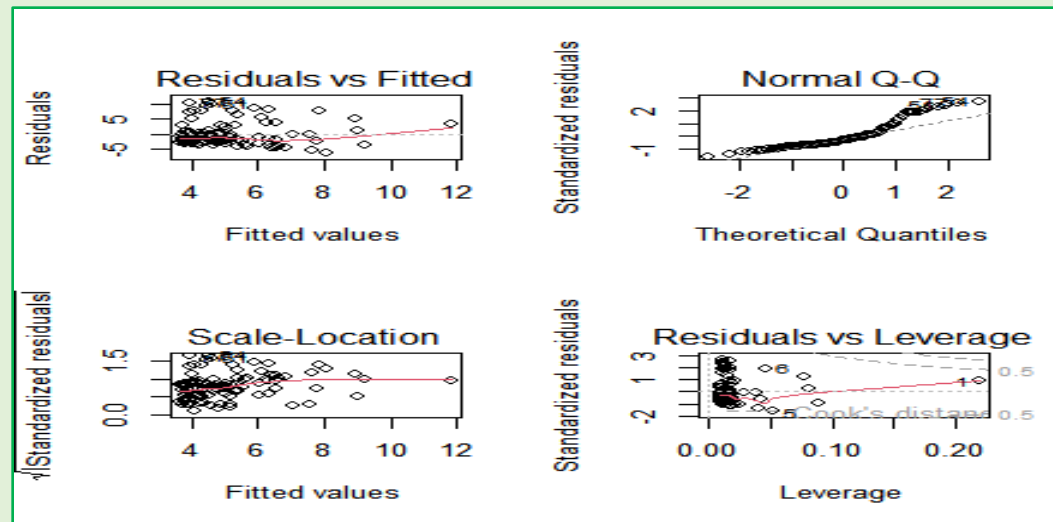 Residuals vs Fitted
Residuals
5
-5
4 6 8 10 12
Fitted values
Normal Q-Q
Standardized residuals
2
-1
-2 0 1 2
Theoretical Quantiles
Scale-Location
√|Standardized residuals|
1.5
0.0
4 6 8 10 12
Fitted values
Residuals vs Leverage
Standardized residuals
3
1
-2
6
1
5
0.5
Cook's distanc
0.5
0.00 0.10 0.20
Leverage